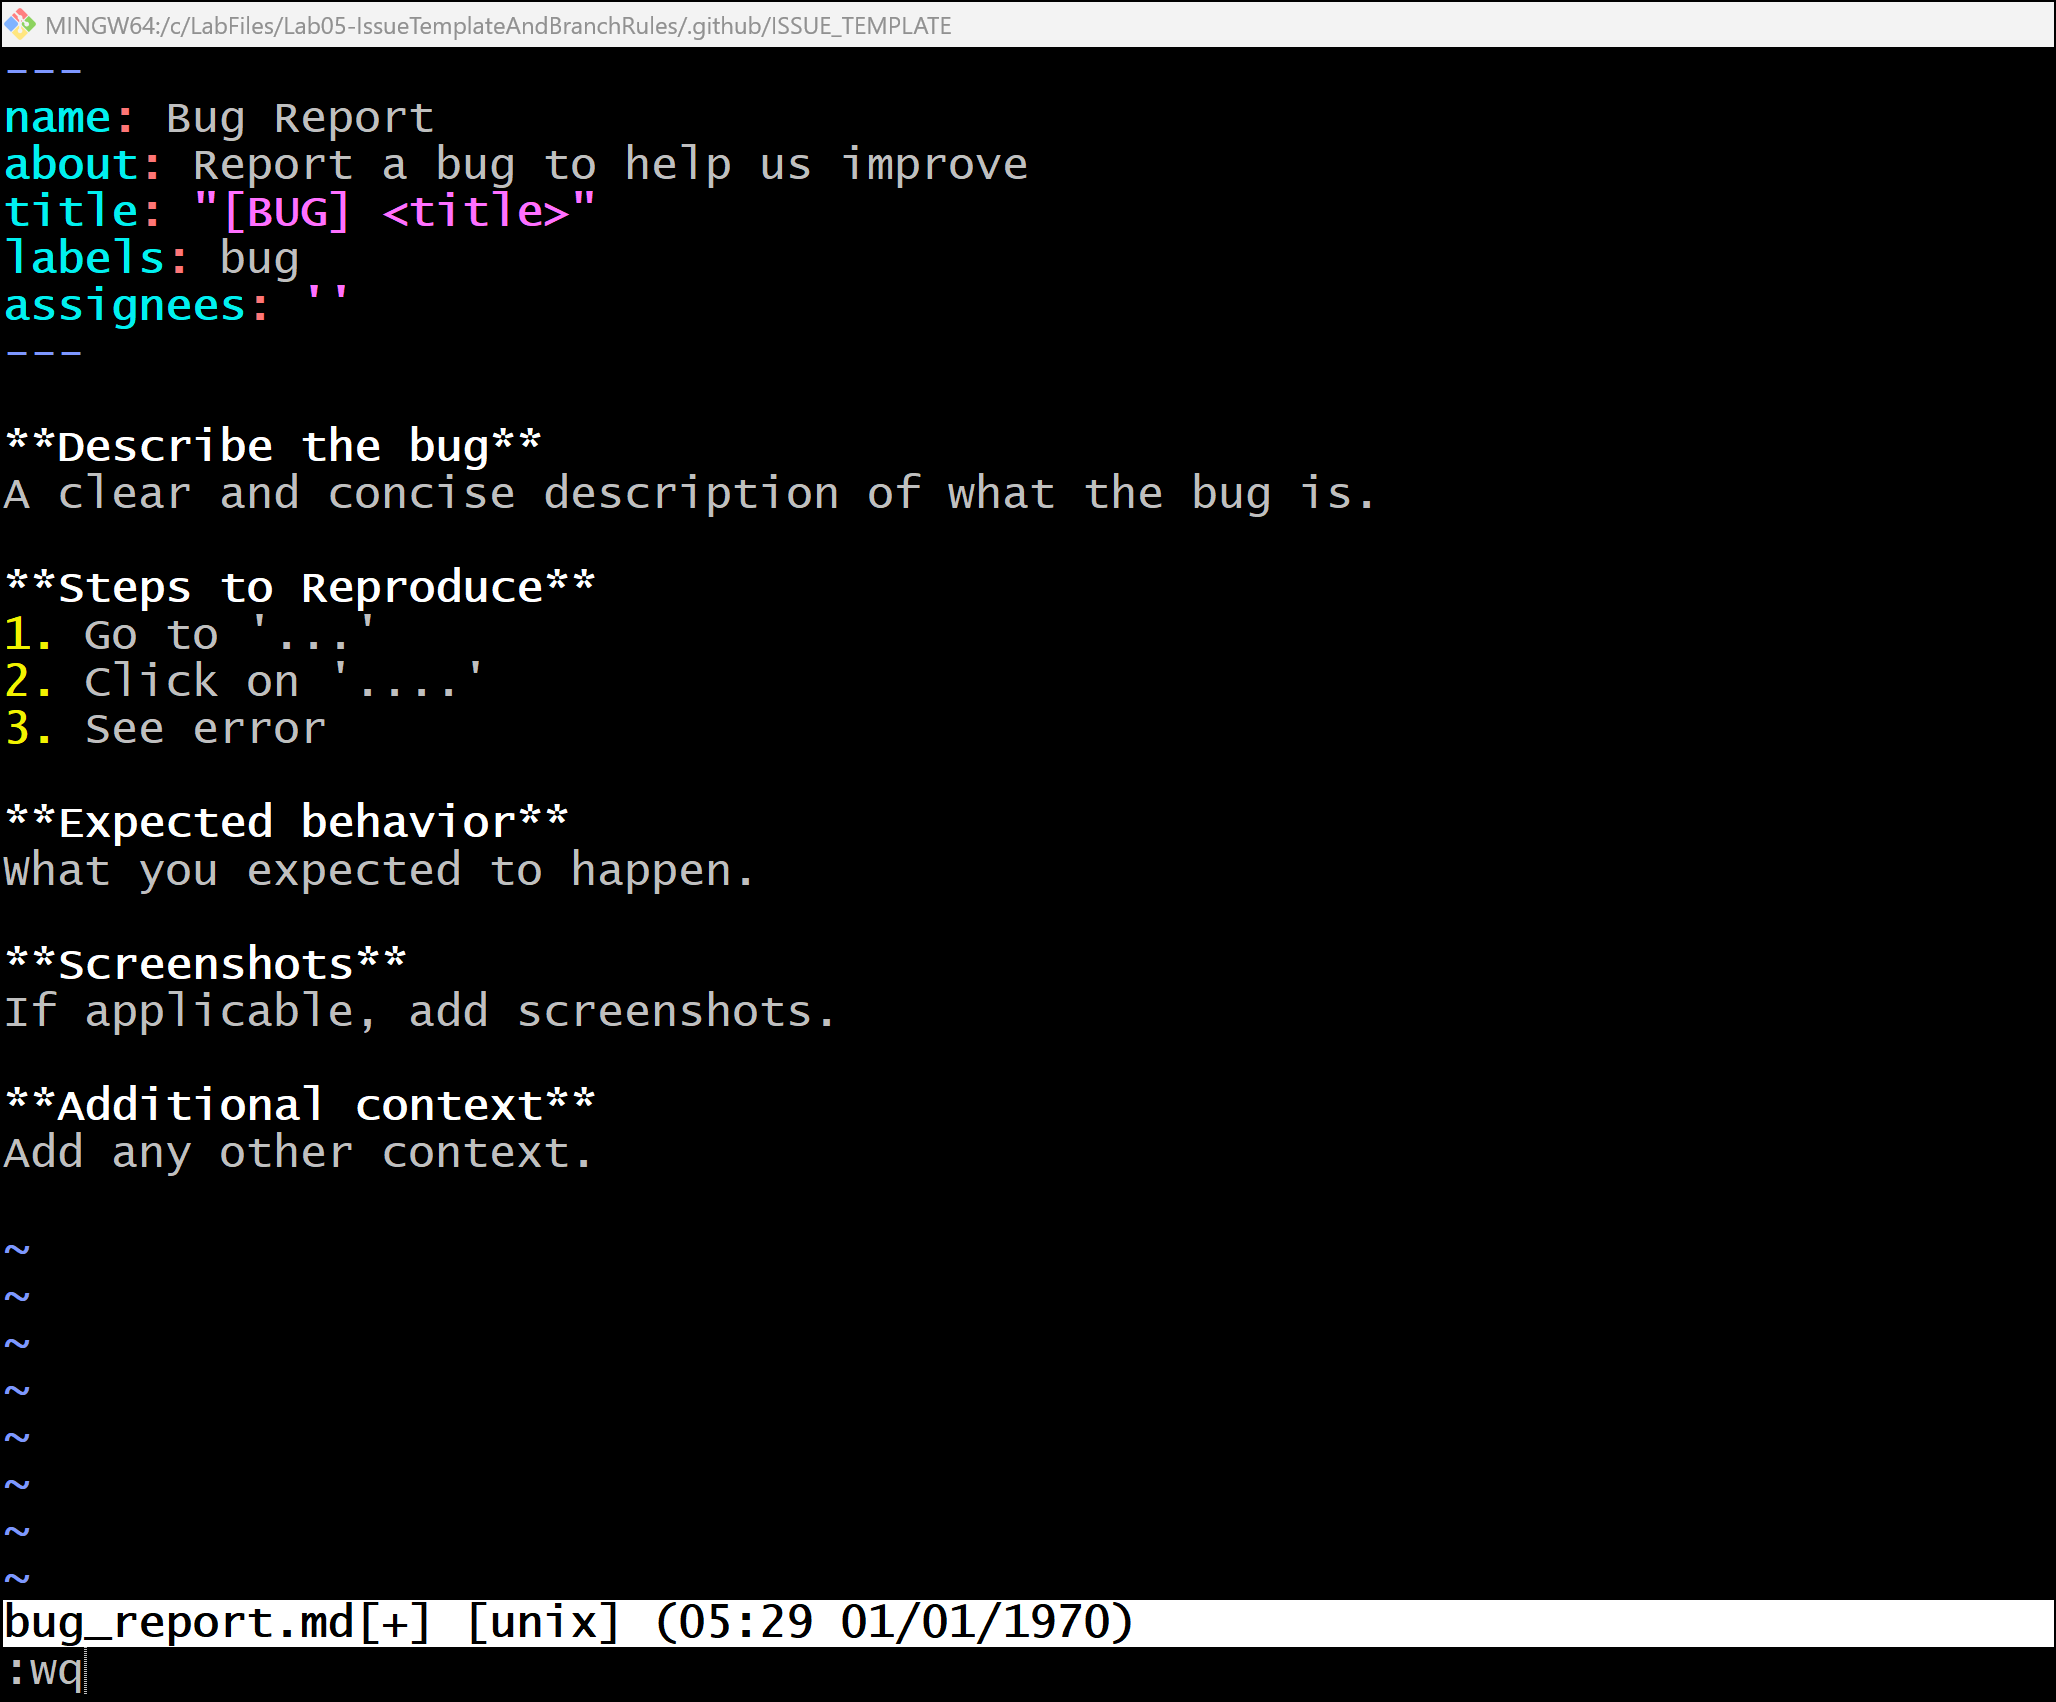 MINGW64:/c/LabFiles/Lab05-IssueTemplateAndBranchRules/.github/ISSUE_TEMPLATE
---
name: Bug Report
about: Report a bug to help us improve
title: "[BUG] <title>"
labels: bug
assignees: ''
---
**Describe the bug**
A clear and concise description of what the bug is.
**Steps to Reproduce**
1. Go to '...'
2. Click on '....'
3. See error
**Expected behavior**
What you expected to happen.
**Screenshots**
If applicable, add screenshots.
**Additional context**
Add any other context.
~
~
~
~
~
~
~
~
bug_report.md[+] [unix] (05:29 01/01/1970)
:wq